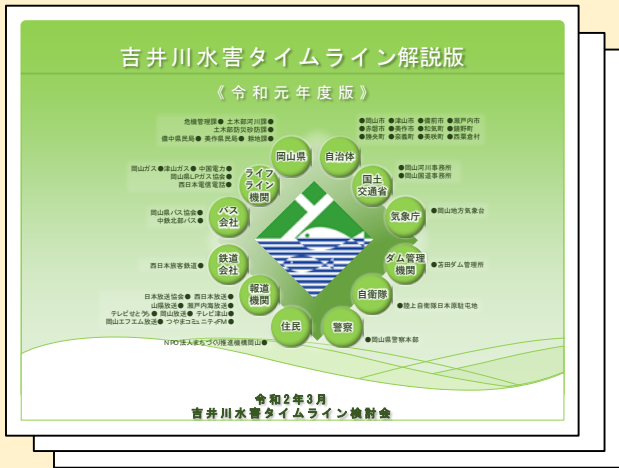 吉井川水害タイムライン解説版
《令和元年度版》
危機管理課● 土木部河川課●
土木部防災砂防課●
備中県民局● 美作県民局● 耕地課●
●岡山市 ●津山市 ●備前市 ●瀬戸内市
●赤磐市 ●美作市 ●和気町 ●鏡野町
●勝央町 ●奈義町 ●美咲町 ●西粟倉村
岡山県
自治体
岡山ガス●津山ガス● 中国電力●
岡山県LPガス協会●
西日本電信電話●
ライフ
ライン
機関
国土
交通省
●岡山河川事務所
●岡山国道事務所
岡山県バス協会●
中鉄北部バス●
バス
会社
気象庁
●岡山地方気象台
西日本旅客鉄道●
鉄道
会社
ダム管理
機関
●苫田ダム管理所
日本放送協会● 西日本放送●
山陽放送● 瀬戸内海放送●
テレビせとうち● 岡山放送● テレビ津山●
岡山エフエム放送● つやまコミュニティFM●
報道
機関
自衛隊
●陸上自衛隊日本原駐屯地
NPO法人まちづくり推進機構岡山●
住民
警察
●岡山県警察本部
令和2年3月
吉井川水害タイムライン検討会